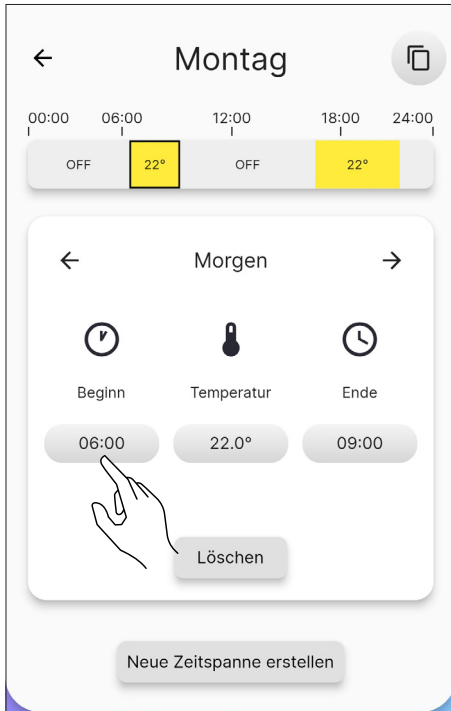 Montag
00:00 06:00 12:00 18:00 24:00
OFF 22° OFF 22°
Morgen
Beginn Temperatur Ende
06:00 22.0° 09:00
Löschen
Neue Zeitspanne erstellen